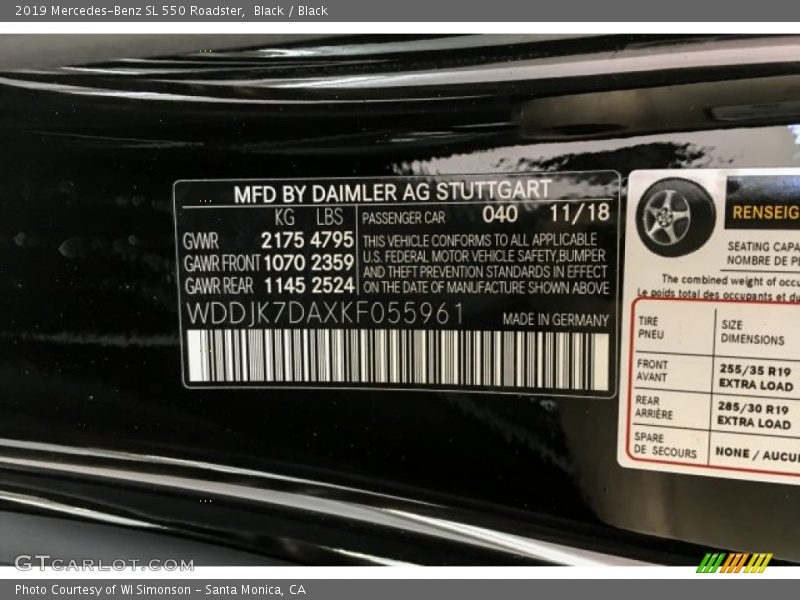 2019 Mercedes-Benz SL 550 Roadster, Black / Black
MFD BY DAIMLER AG STUTTGART
KG LBS PASSENGER CAR 040 11/18
GVWR 2175 4795
GAWR FRONT 1070 2359
GAWR REAR 1145 2524
THIS VEHICLE CONFORMS TO ALL APPLICABLE
U.S. FEDERAL MOTOR VEHICLE SAFETY,BUMPER
AND THEFT PREVENTION STANDARDS IN EFFECT
ON THE DATE OF MANUFACTURE SHOWN ABOVE
WDDJK7DAXKF055961 MADE IN GERMANY
RENSEIG
SEATING CAPA
NOMBRE DE PL
The combined weight of occu
Le poids total des occupants et du
TIRE
PNEU
SIZE
DIMENSIONS
FRONT
AVANT
255/35 R19
EXTRA LOAD
REAR
ARRIÈRE
285/30 R19
EXTRA LOAD
SPARE
DE SECOURS
NONE / AUCU
GTCARLOT.COM
Photo Courtesy of WI Simonson - Santa Monica, CA